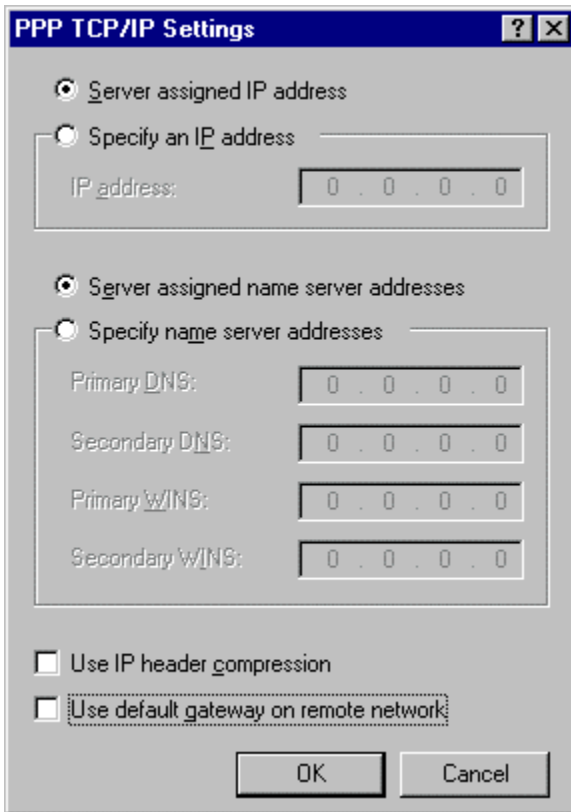 PPP TCP/IP Settings
Server assigned IP address
Specify an IP address
IP address: 0 . 0 . 0 . 0
Server assigned name server addresses
Specify name server addresses
Primary DNS: 0 . 0 . 0 . 0
Secondary DNS: 0 . 0 . 0 . 0
Primary WINS: 0 . 0 . 0 . 0
Secondary WINS: 0 . 0 . 0 . 0
Use IP header compression
Use default gateway on remote network
OK Cancel